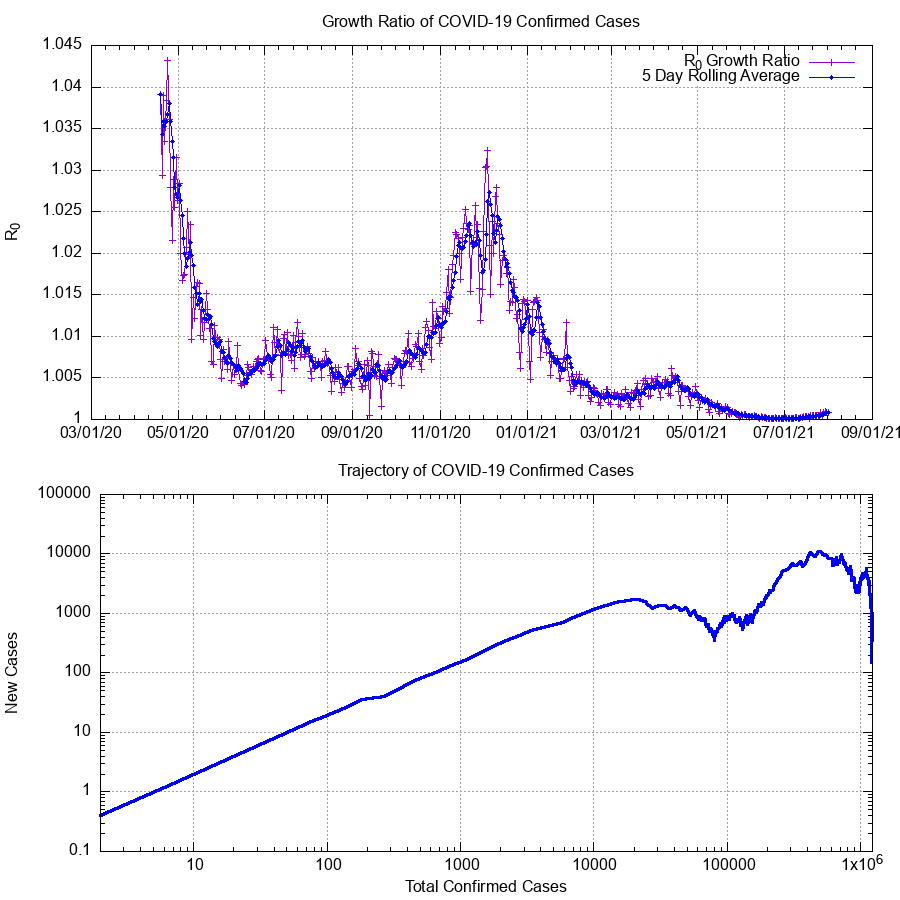 Growth Ratio of COVID-19 Confirmed Cases
1.045
1.04
1.035
1.03
1.025
1.02
1.015
1.01
1.005
1
R0
R0 Growth Ratio
5 Day Rolling Average
03/01/20 05/01/20 07/01/20 09/01/20 11/01/20 01/01/21 03/01/21 05/01/21 07/01/21 09/01/21
Trajectory of COVID-19 Confirmed Cases
100000
10000
1000
100
10
1
0.1
New Cases
10 100 1000 10000 100000 1x10^6
Total Confirmed Cases